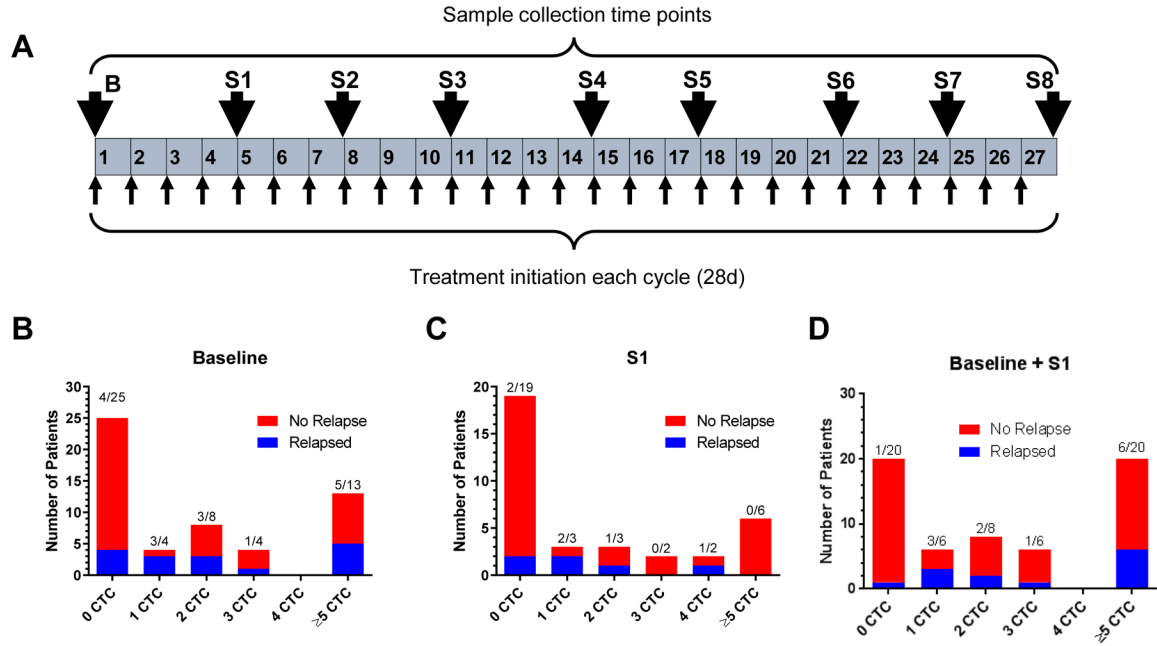 Sample collection time points
A
B S1 S2 S3 S4 S5 S6 S7 S8
1 2 3 4 5 6 7 8 9 10 11 12 13 14 15 16 17 18 19 20 21 22 23 24 25 26 27
Treatment initiation each cycle (28d)
B
Baseline
Number of Patients
30
25
20
15
10
5
0
4/25
3/4
3/8
1/4
5/13
No Relapse
Relapsed
0 CTC
1 CTC
2 CTC
3 CTC
4 CTC
≥5 CTC
C
S1
Number of Patients
20
15
10
5
0
2/19
2/3
1/3
0/2
1/2
0/6
No Relapse
Relapsed
0 CTC
1 CTC
2 CTC
3 CTC
4 CTC
≥5 CTC
D
Baseline + S1
Number of Patients
30
20
10
0
1/20
3/6
2/8
1/6
6/20
No Relapse
Relapsed
0 CTC
1 CTC
2 CTC
3 CTC
4 CTC
≥5 CTC